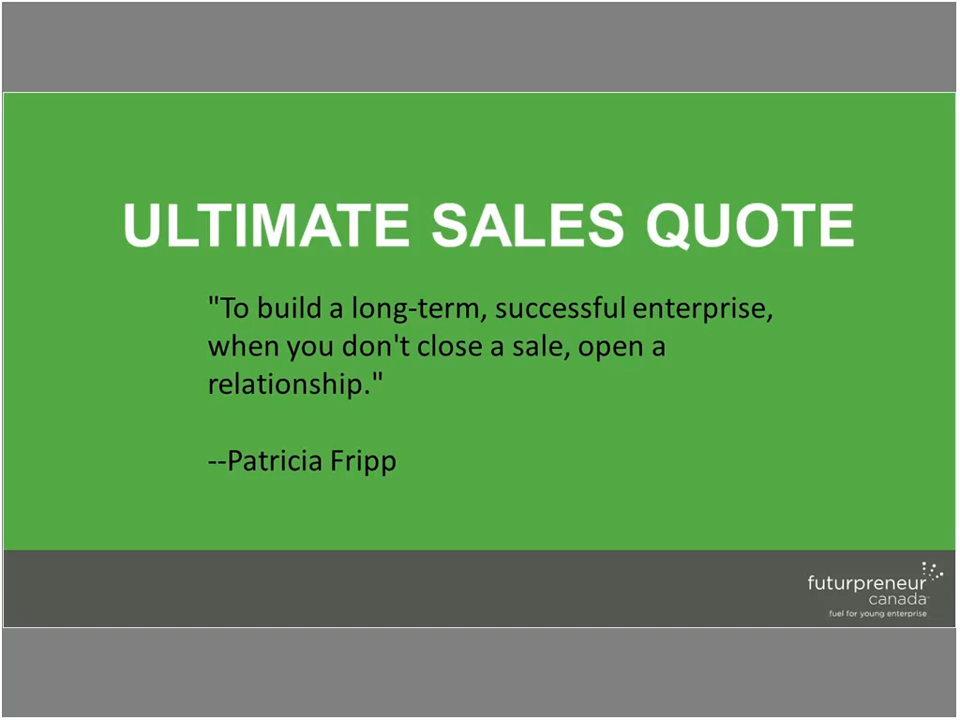 ULTIMATE SALES QUOTE
"To build a long-term, successful enterprise,
when you don't close a sale, open a
relationship."
--Patricia Fripp
futurpreneur
canada
fuel for young enterprise